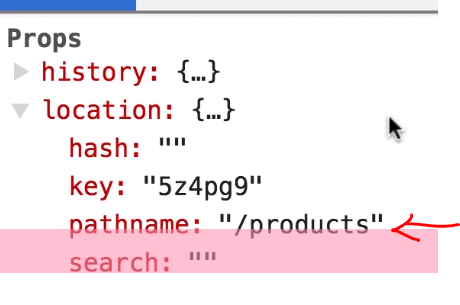 Props
history: {…}
location: {…}
hash: ""
key: "5z4pg9"
pathname: "/products"
search: ""